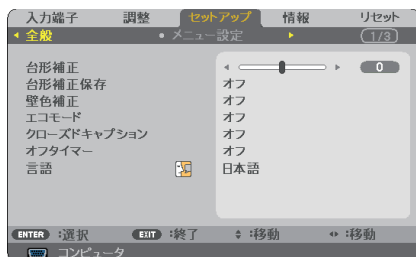 入力端子 調整 セットアップ 情報 リセット
全般 メニュー設定 (1/3)
台形補正 0
台形補正保存 オフ
壁色補正 オフ
エコモード オフ
クローズドキャプション オフ
オフタイマー オフ
言語 日本語
ENTER :選択 EXIT :終了 :移動 :移動
コンピュータ